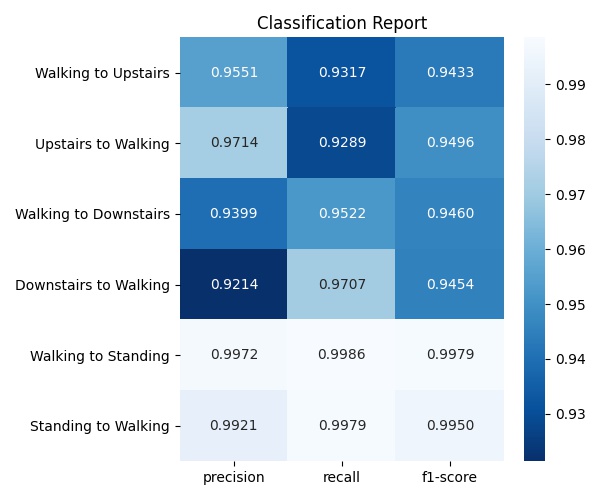 Classification Report
Walking to Upstairs 0.9551 0.9317 0.9433
Upstairs to Walking 0.9714 0.9289 0.9496
Walking to Downstairs 0.9399 0.9522 0.9460
Downstairs to Walking 0.9214 0.9707 0.9454
Walking to Standing 0.9972 0.9986 0.9979
Standing to Walking 0.9921 0.9979 0.9950
precision recall f1-score
0.99
0.98
0.97
0.96
0.95
0.94
0.93